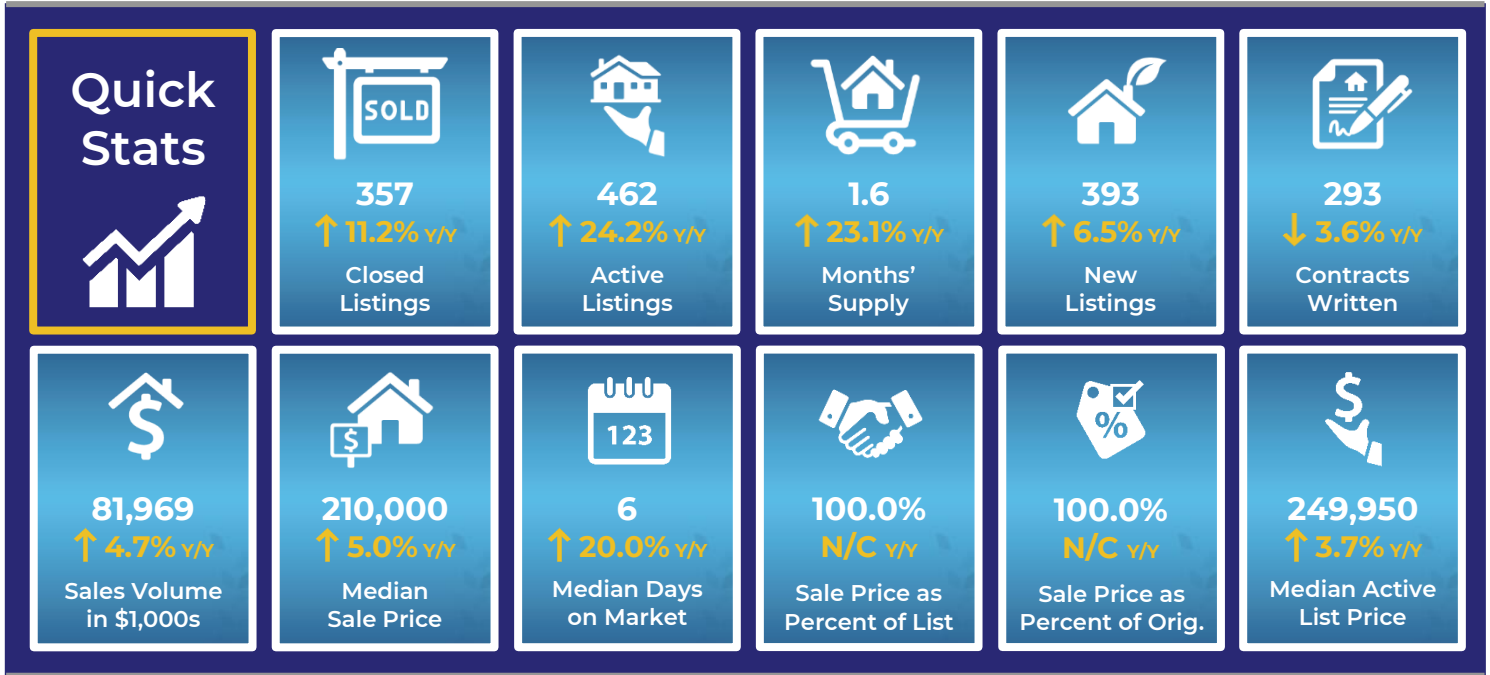 Quick
Stats
SOLD
357
↑ 11.2% Y/Y
Closed
Listings
462
↑ 24.2% Y/Y
Active
Listings
1.6
↑ 23.1% Y/Y
Months’
Supply
393
↑ 6.5% Y/Y
New
Listings
293
↓ 3.6% Y/Y
Contracts
Written
$
81,969
↑ 4.7% Y/Y
Sales Volume
in $1,000s
$
210,000
↑ 5.0% Y/Y
Median
Sale Price
123
6
↑ 20.0% Y/Y
Median Days
on Market
100.0%
N/C Y/Y
Sale Price as
Percent of List
%
100.0%
N/C Y/Y
Sale Price as
Percent of Orig.
$
249,950
↑ 3.7% Y/Y
Median Active
List Price